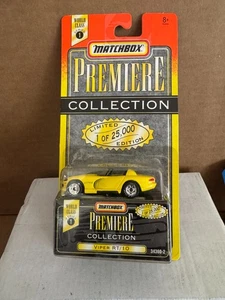 WORLD CLASS
1
8+
MATCHBOX
PREMIERE
COLLECTION
LIMITED
1 OF 25,000
EDITION
WORLD CLASS
1
MATCHBOX
PREMIERE
COLLECTION
VIPER RT/10